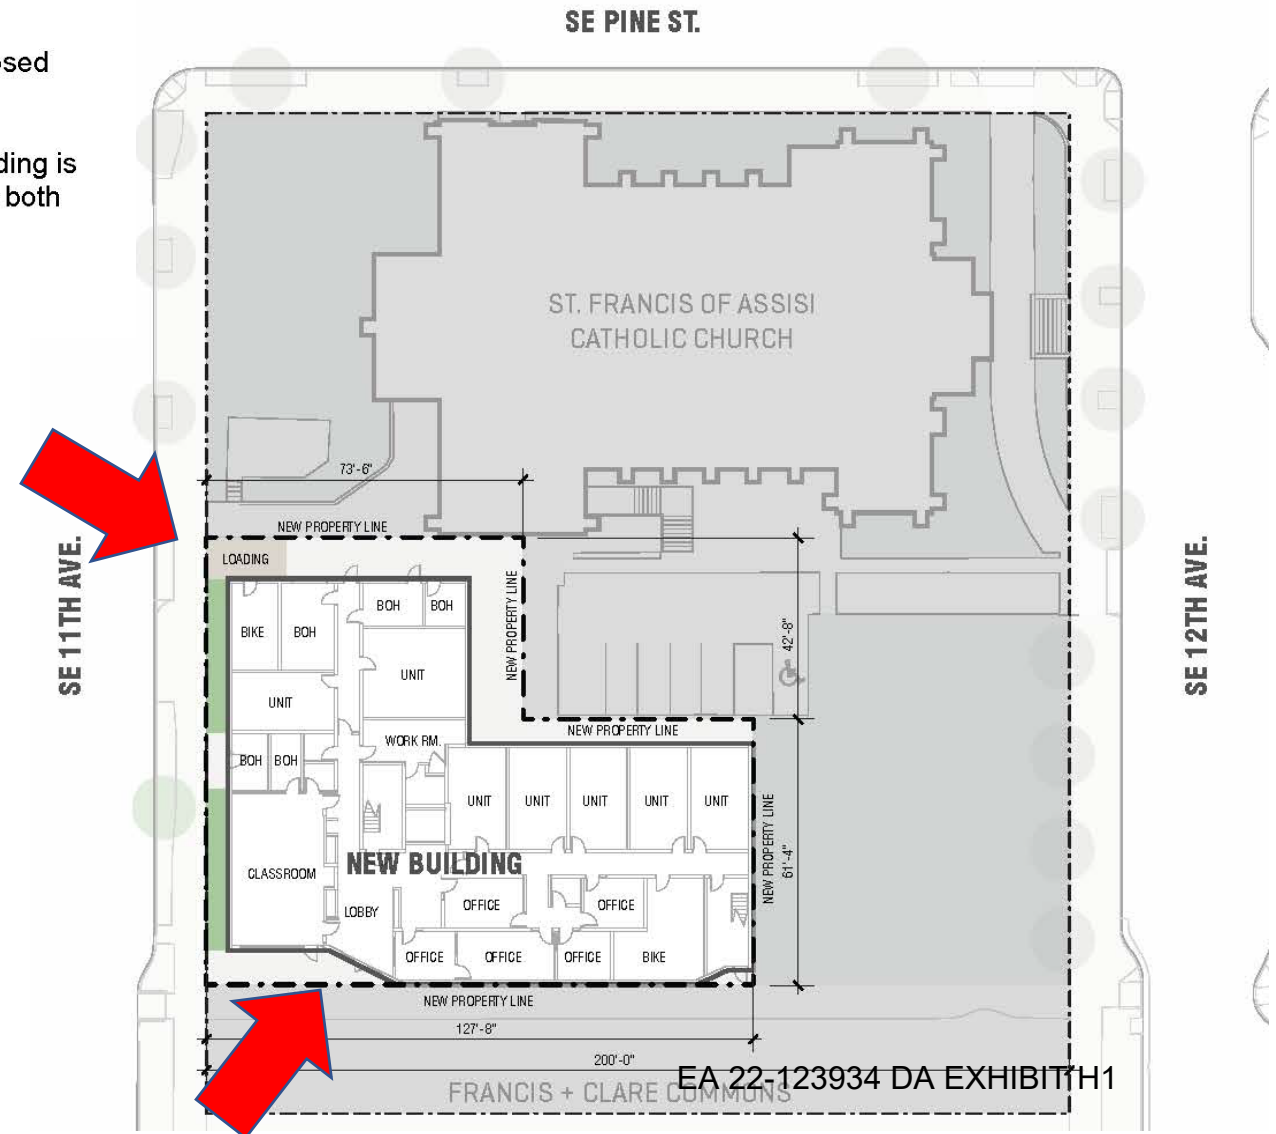 SE PINE ST.
sed
ding is
both
ST. FRANCIS OF ASSISI
CATHOLIC CHURCH
73'-6"
NEW PROPERTY LINE
LOADING
SE 11TH AVE.
SE 12TH AVE.
NEW PROPERTY LINE
42'-8"
BIKE
BOH
BOH
BOH
UNIT
UNIT
WORK RM.
NEW PROPERTY LINE
BOH
BOH
UNIT
UNIT
UNIT
UNIT
UNIT
NEW PROPERTY LINE
61'-4"
CLASSROOM
NEW BUILDING
LOBBY
OFFICE
OFFICE
OFFICE
OFFICE
OFFICE
BIKE
NEW PROPERTY LINE
127'-8"
200'-0"
EA 22-123934 DA EXHIBIT H1
FRANCIS + CLARE COMMONS